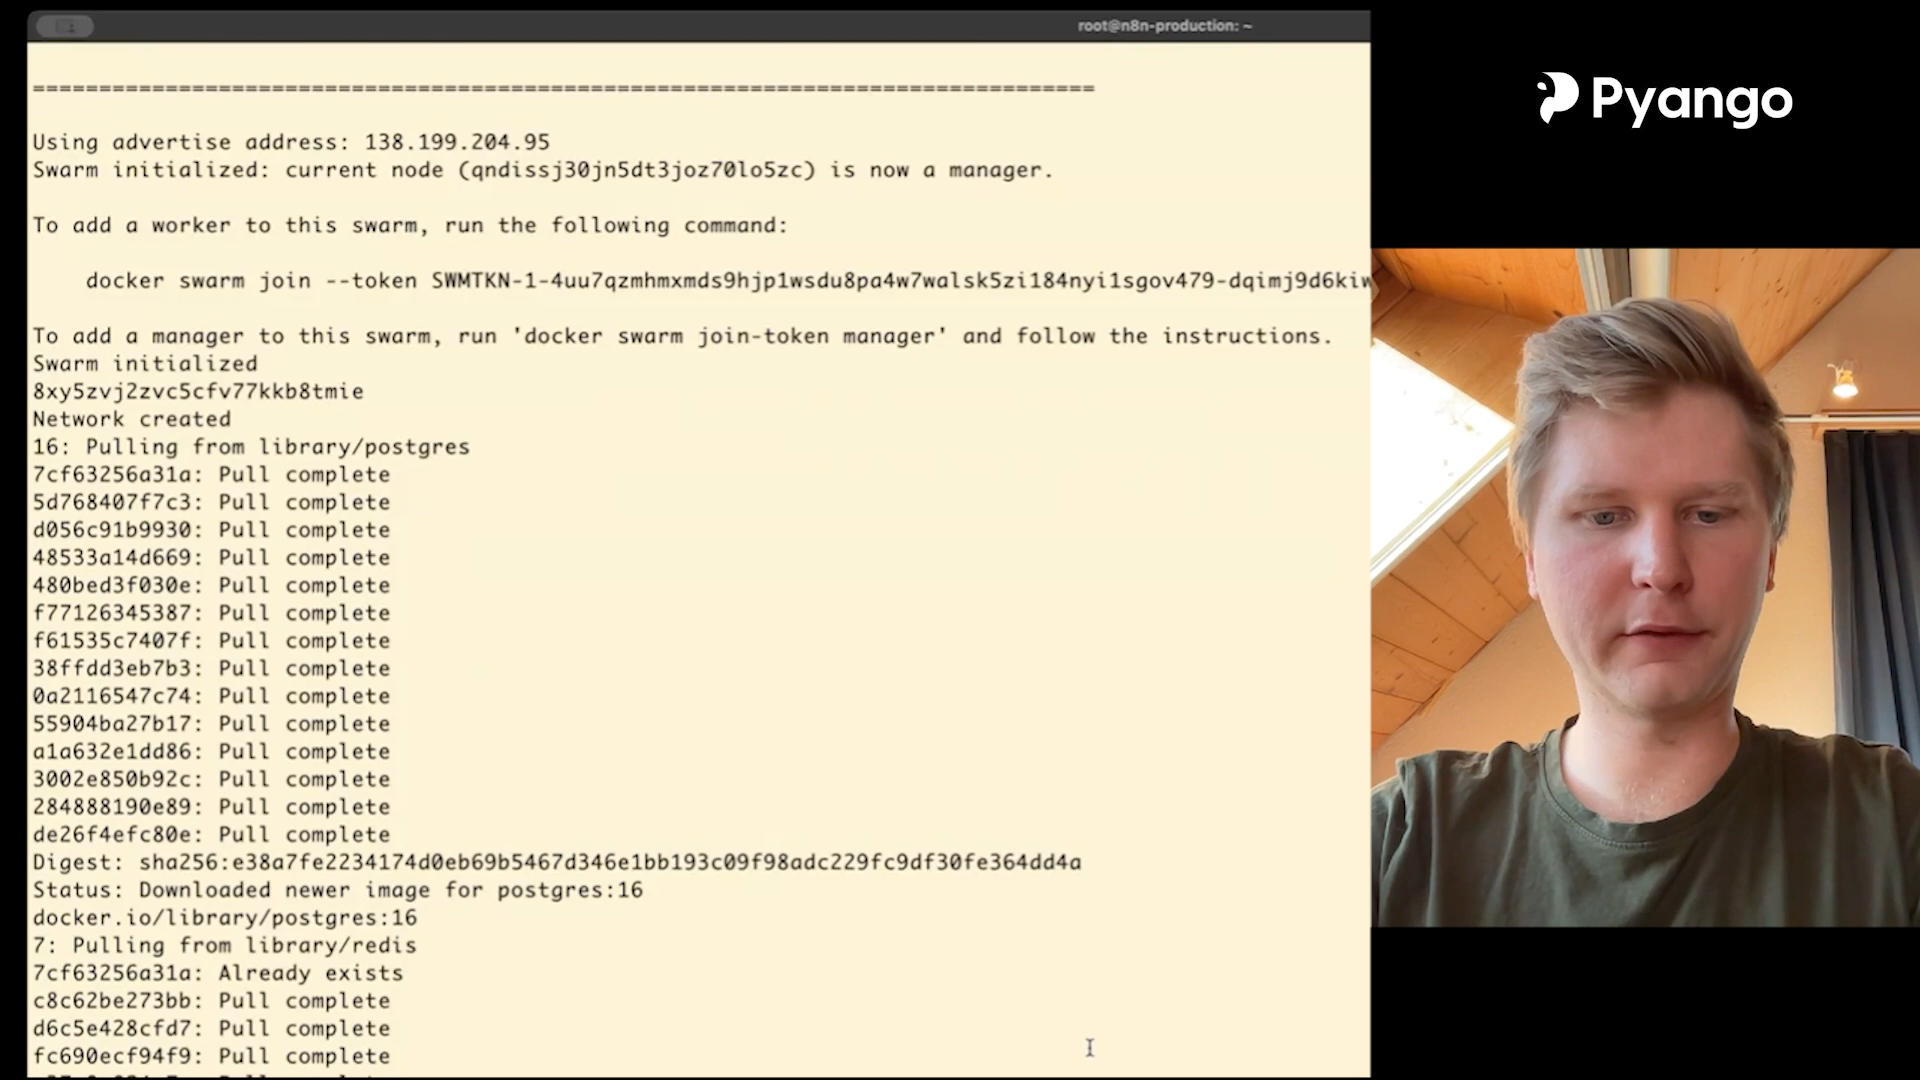 root@n8n-production: ~
Pyango
================================================================================
Using advertise address: 138.199.204.95
Swarm initialized: current node (qndissj30jn5dt3joz70lo5zc) is now a manager.
To add a worker to this swarm, run the following command:
docker swarm join --token SWMTKN-1-4uu7qzmhmxmds9hjp1wsdu8pa4w7walsk5zi184nyi1sgov479-dqimj9d6kiw
To add a manager to this swarm, run 'docker swarm join-token manager' and follow the instructions.
Swarm initialized
8xy5zvj2zvc5cfv77kkb8tmie
Network created
16: Pulling from library/postgres
7cf63256a31a: Pull complete
5d768407f7c3: Pull complete
d056c91b9930: Pull complete
48533a14d669: Pull complete
480bed3f030e: Pull complete
f77126345387: Pull complete
f61535c7407f: Pull complete
38ffdd3eb7b3: Pull complete
0a2116547c74: Pull complete
55904ba27b17: Pull complete
a1a632e1dd86: Pull complete
3002e850b92c: Pull complete
284888190e89: Pull complete
de26f4efc80e: Pull complete
Digest: sha256:e38a7fe2234174d0eb69b5467d346e1bb193c09f98adc229fc9df30fe364dd4a
Status: Downloaded newer image for postgres:16
docker.io/library/postgres:16
7: Pulling from library/redis
7cf63256a31a: Already exists
c8c62be273bb: Pull complete
d6c5e428cfd7: Pull complete
fc690ecf94f9: Pull complete